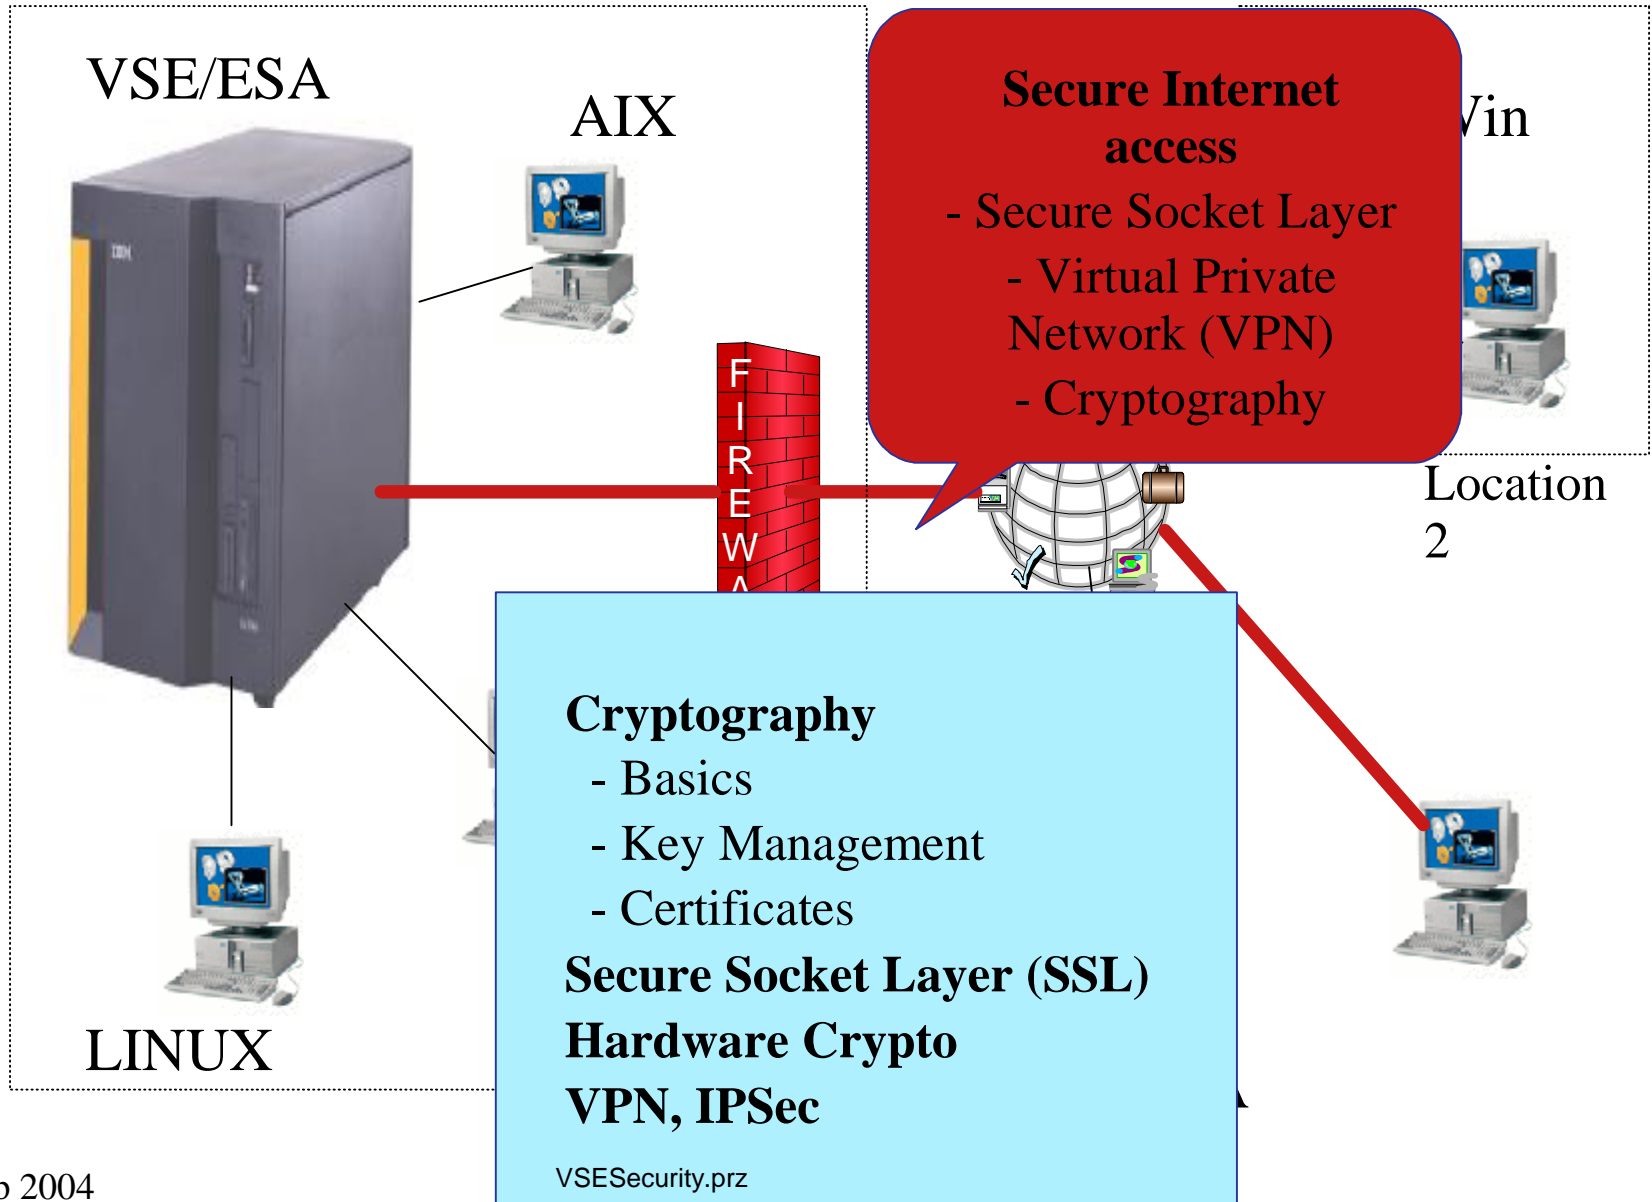 VSE/ESA
AIX
Secure Internet
access
- Secure Socket Layer
- Virtual Private
Network (VPN)
- Cryptography
IBM
F
I
R
E
W
A
Location
2
Cryptography
- Basics
- Key Management
- Certificates
Secure Socket Layer (SSL)
Hardware Crypto
VPN, IPSec
LINUX
VSESecurity.prz
2004